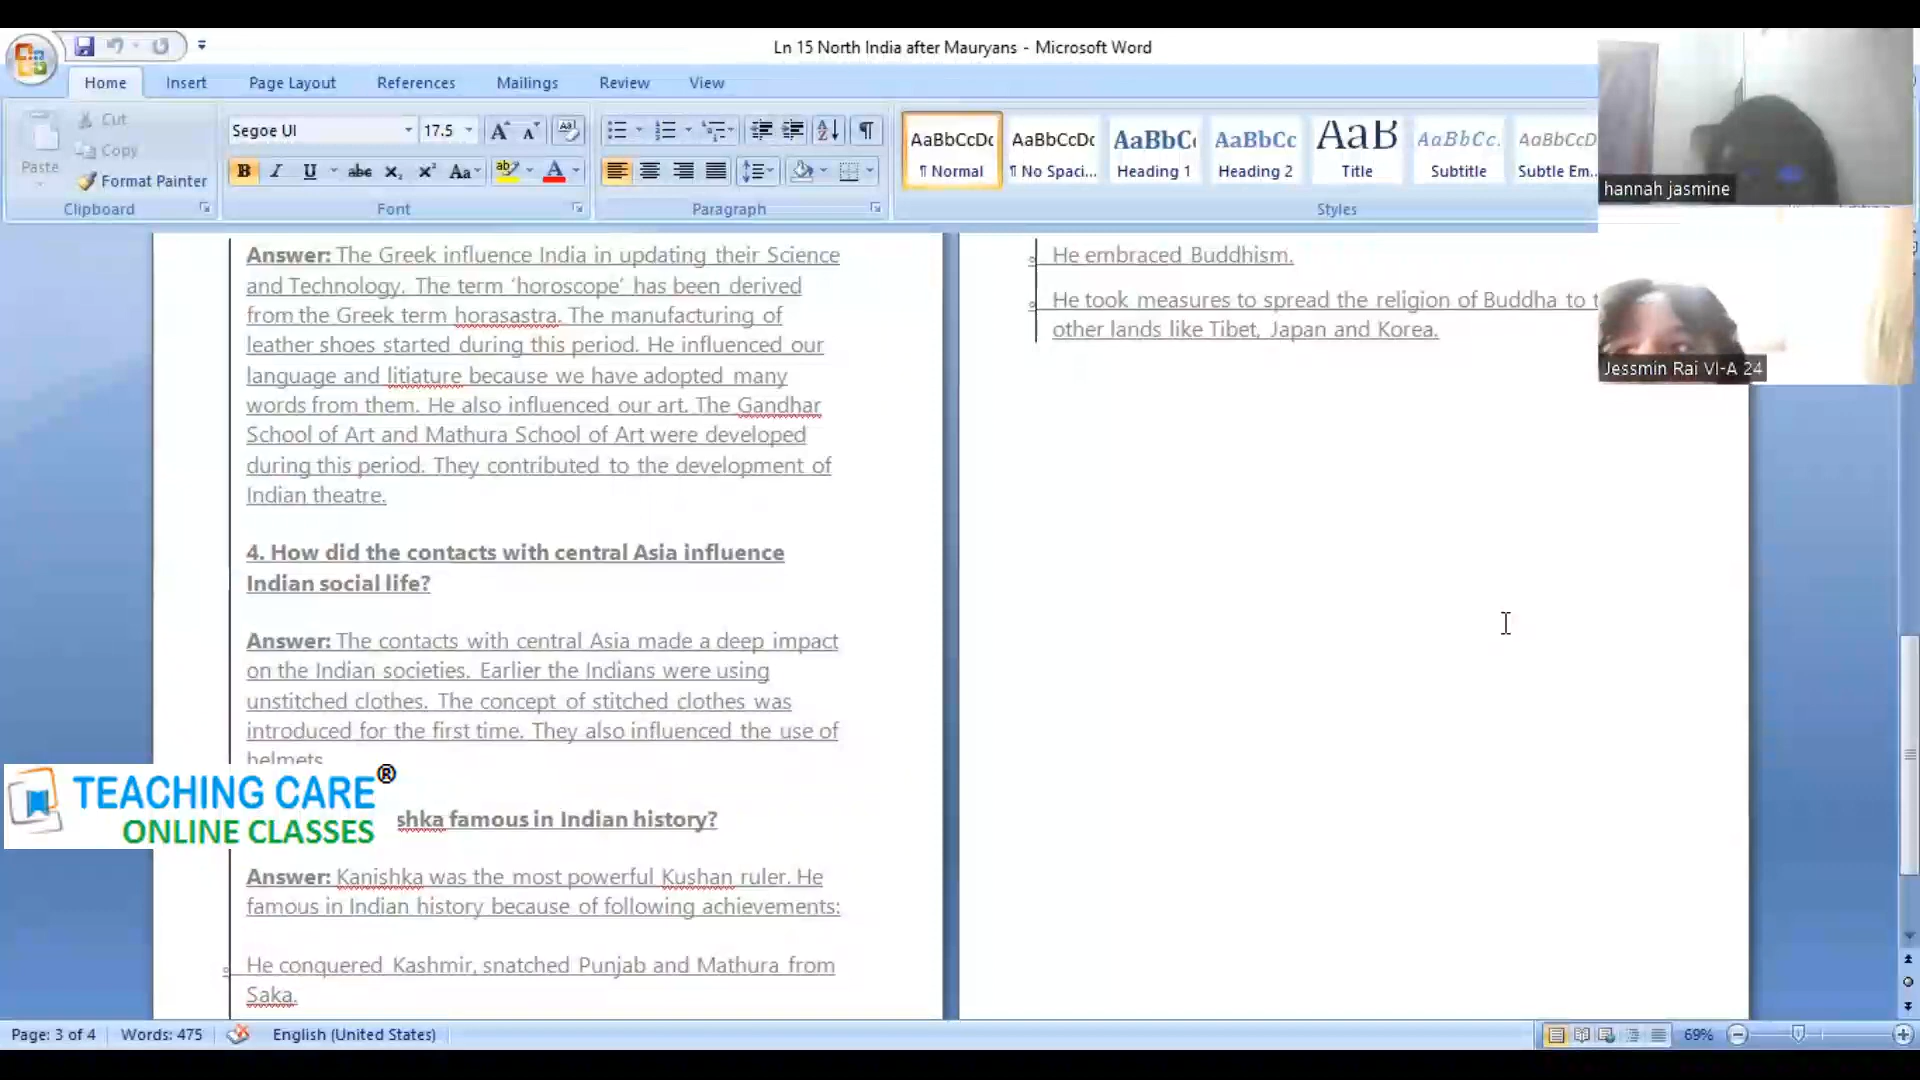 Ln 15 North India after Mauryans - Microsoft Word
Home Insert Page Layout References Mailings Review View
Cut
Copy
Paste
Format Painter
Clipboard
Segoe UI 17.5
Font
Paragraph
AaBbCcDc AaBbCcDc AaBbC AaBbCc AaB AaBbCc. AaBbCcD
¶ Normal ¶ No Spaci... Heading 1 Heading 2 Title Subtitle Subtle Em...
Styles
hannah jasmine
Jessmin Rai VI-A 24
Answer: The Greek influence India in updating their Science
and Technology. The term ‘horoscope’ has been derived
from the Greek term horasastra. The manufacturing of
leather shoes started during this period. He influenced our
language and litiature because we have adopted many
words from them. He also influenced our art. The Gandhar
School of Art and Mathura School of Art were developed
during this period. They contributed to the development of
Indian theatre.
4. How did the contacts with central Asia influence
Indian social life?
Answer: The contacts with central Asia made a deep impact
on the Indian societies. Earlier the Indians were using
unstitched clothes. The concept of stitched clothes was
introduced for the first time. They also influenced the use of
helmets.
TEACHING CARE®
ONLINE CLASSES
shka famous in Indian history?
Answer: Kanishka was the most powerful Kushan ruler. He
famous in Indian history because of following achievements:
He conquered Kashmir, snatched Punjab and Mathura from
Saka.
He embraced Buddhism.
He took measures to spread the religion of Buddha to
other lands like Tibet, Japan and Korea.
Page: 3 of 4 Words: 475 English (United States) 69%